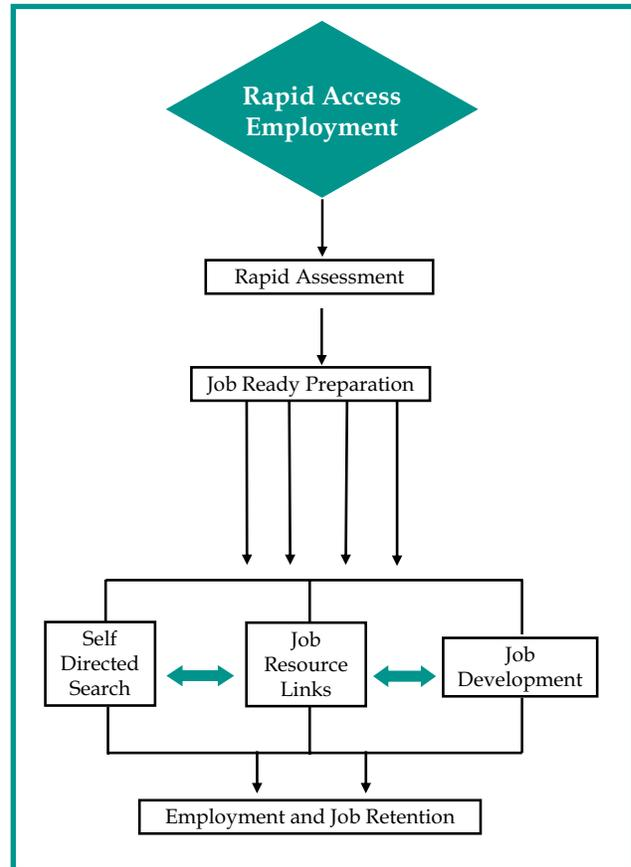 Rapid Access
Employment
Rapid Assessment
Job Ready Preparation
Self
Directed
Search
Job
Resource
Links
Job
Development
Employment and Job Retention